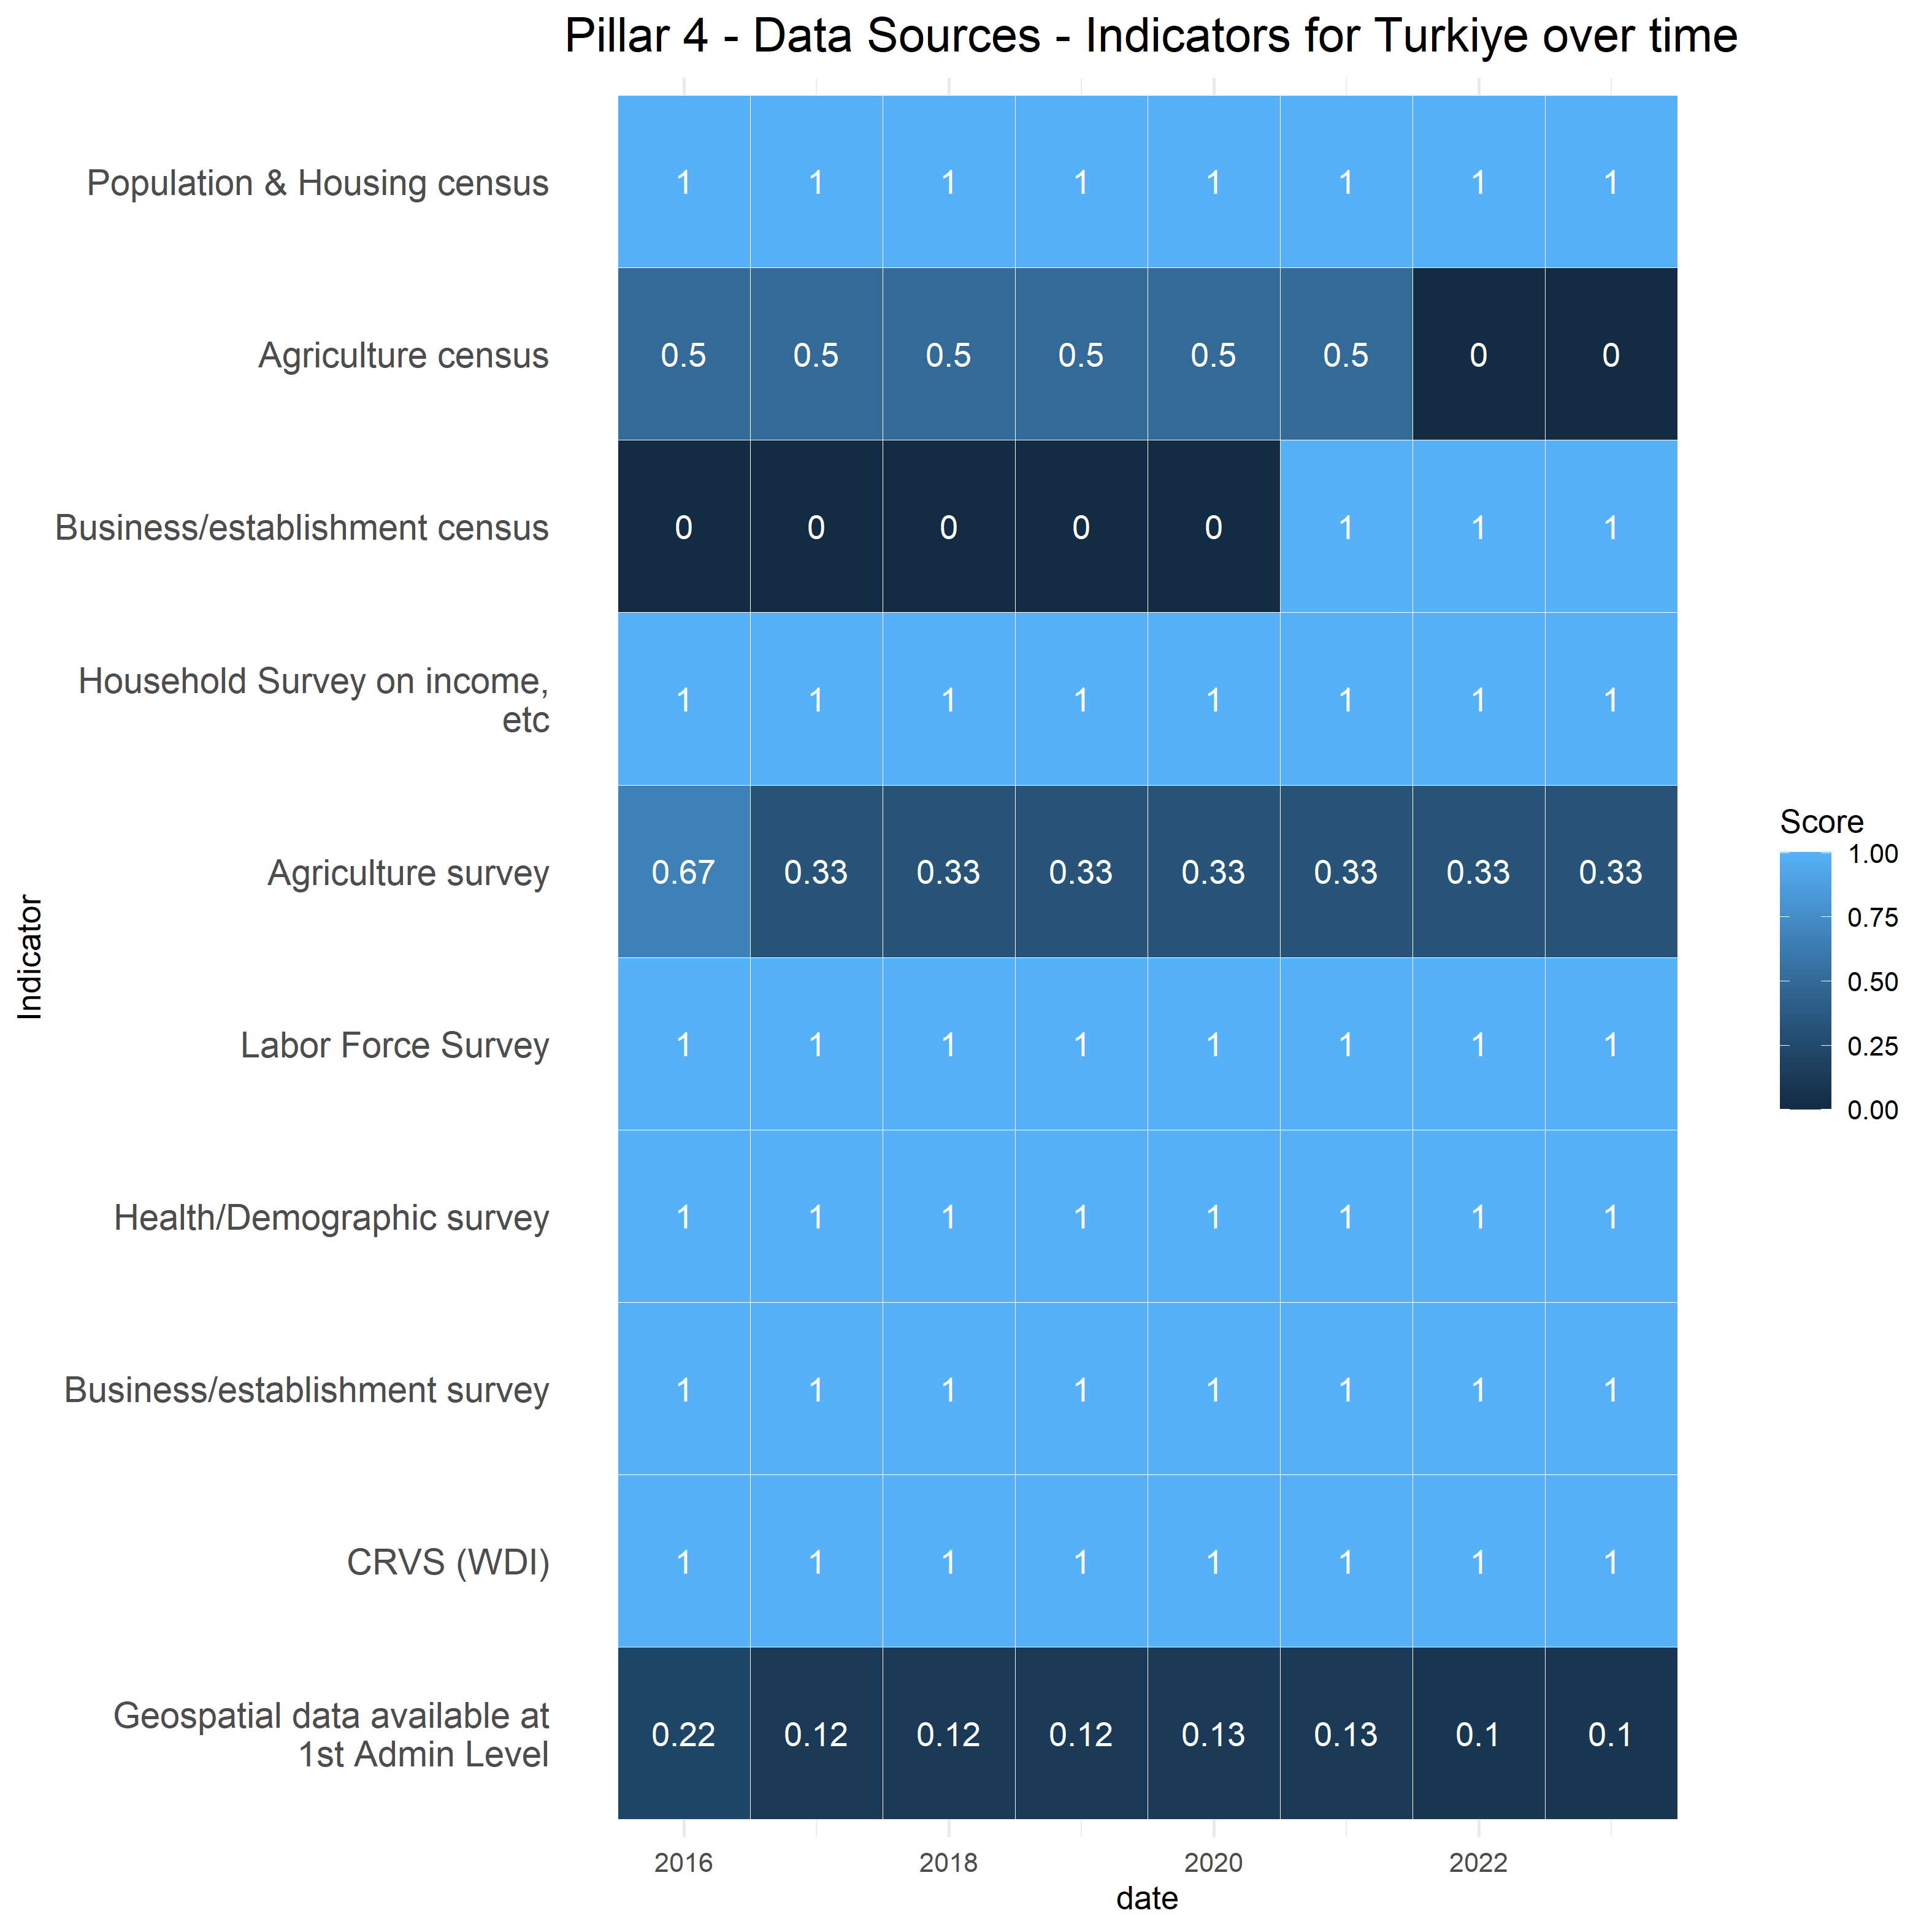 Pillar 4 - Data Sources - Indicators for Turkiye over time
Population & Housing census
1 1 1 1 1 1 1 1
Agriculture census
0.5 0.5 0.5 0.5 0.5 0.5 0 0
Business/establishment census
0 0 0 0 0 1 1 1
Household Survey on income,
etc
1 1 1 1 1 1 1 1
Agriculture survey
0.67 0.33 0.33 0.33 0.33 0.33 0.33 0.33
Labor Force Survey
1 1 1 1 1 1 1 1
Health/Demographic survey
1 1 1 1 1 1 1 1
Business/establishment survey
1 1 1 1 1 1 1 1
CRVS (WDI)
1 1 1 1 1 1 1 1
Geospatial data available at
1st Admin Level
0.22 0.12 0.12 0.12 0.13 0.13 0.1 0.1
2016 2018 2020 2022
date
Indicator
Score
1.00
0.75
0.50
0.25
0.00